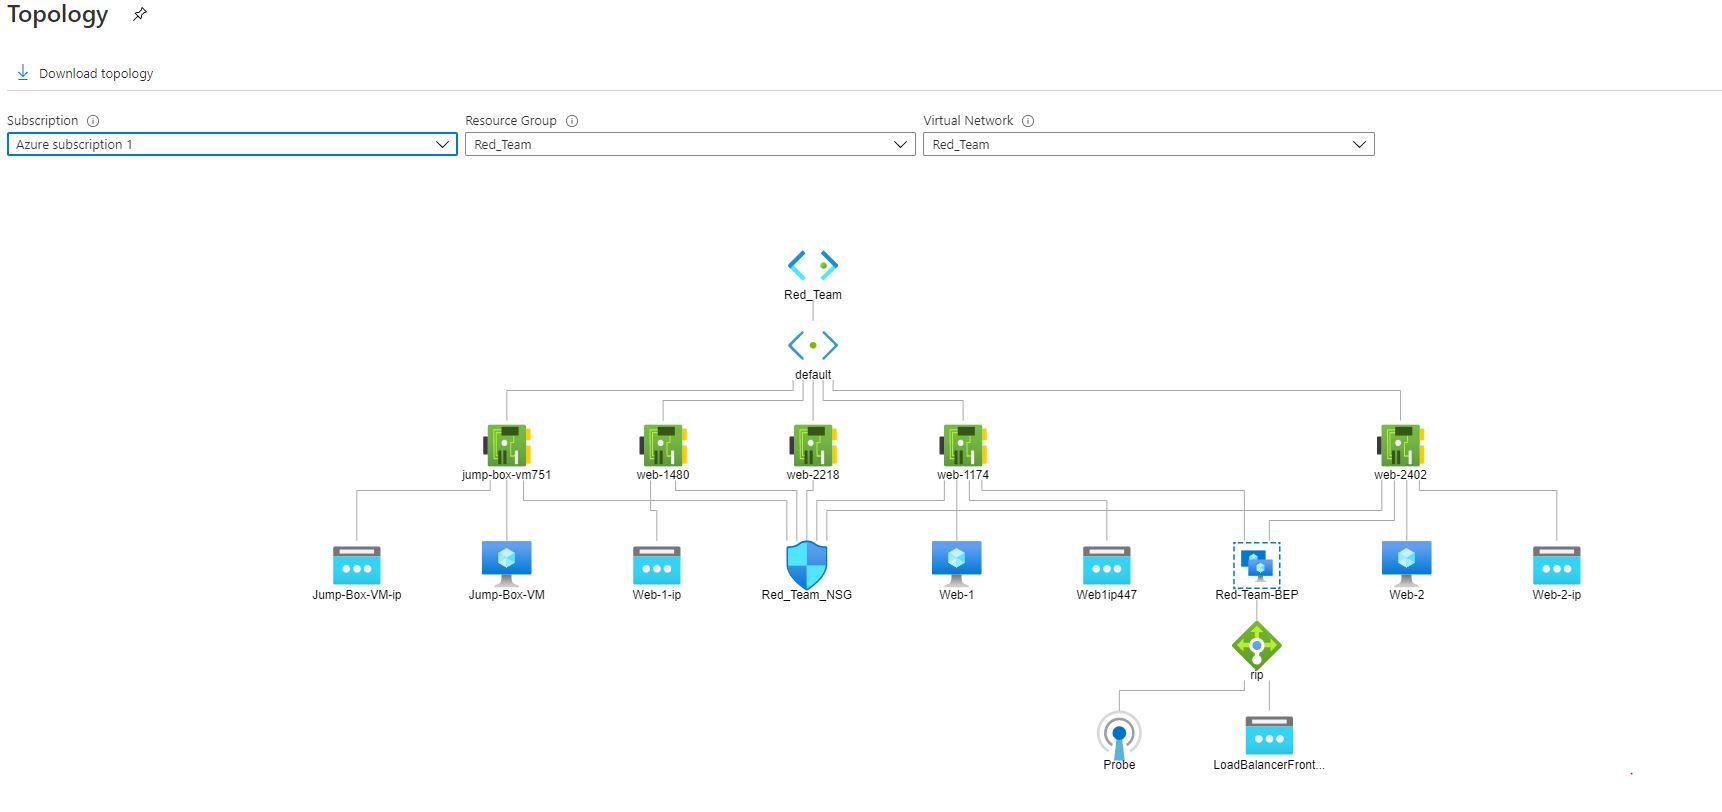 Topology
Download topology
Subscription Resource Group Virtual Network
Azure subscription 1 Red_Team Red_Team
Red_Team
default
jump-box-vm751 web-1480 web-2218 web-1174 web-2402
Jump-Box-VM-ip Jump-Box-VM Web-1-ip Red_Team_NSG Web-1 Web1ip447 Red-Team-BEP Web-2 Web-2-ip
rip
Probe LoadBalancerFront...